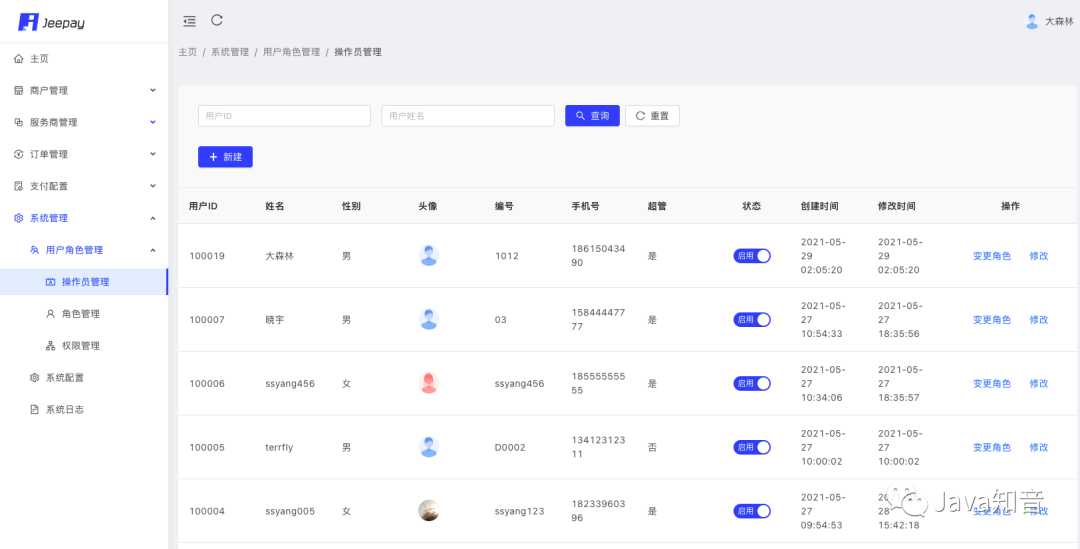 Jeepay
大森林
主页
商户管理
服务商管理
订单管理
支付配置
系统管理
用户角色管理
操作员管理
角色管理
权限管理
系统配置
系统日志
主页 / 系统管理 / 用户角色管理 / 操作员管理
用户ID 用户姓名 查询 重置
新建
用户ID 姓名 性别 头像 编号 手机号 超管 状态 创建时间 修改时间 操作
100019 大森林 男 1012 186150434 是 启用 2021-05- 2021-05- 变更角色 修改
90 29 29
02:05:20 02:05:20
100007 晓宇 男 03 158444477 是 启用 2021-05- 2021-05- 变更角色 修改
77 27 27
10:54:33 18:35:56
100006 ssyang456 女 ssyang456 185555555 是 启用 2021-05- 2021-05- 变更角色 修改
55 27 27
10:34:06 18:35:57
100005 terrfly 男 D0002 134123123 否 启用 2021-05- 2021-05- 变更角色 修改
11 27 27
10:00:02 10:00:02
100004 ssyang005 女 ssyang123 182339603 是 启用 2021-05- 2021-05- 变更角色 修改
96 27 28
09:54:53 15:42:18
Java知音